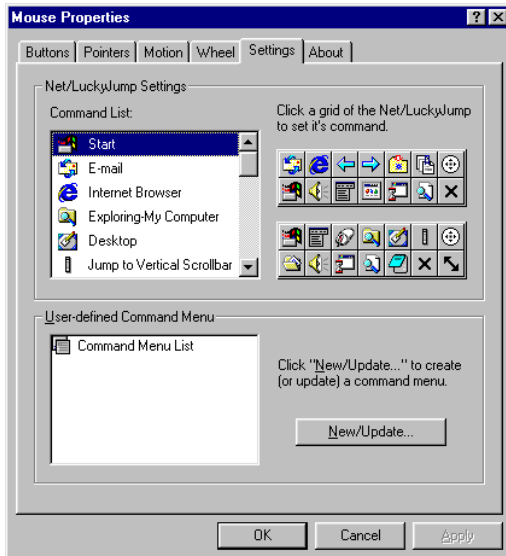 Mouse Properties
Buttons Pointers Motion Wheel Settings About
Net/LuckyJump Settings
Command List:
Start
E-mail
Internet Browser
Exploring-My Computer
Desktop
Jump to Vertical Scrollbar
Click a grid of the Net/LuckyJump
to set it's command.
User-defined Command Menu
Command Menu List
Click "New/Update..." to create
(or update) a command menu.
New/Update...
OK Cancel Apply